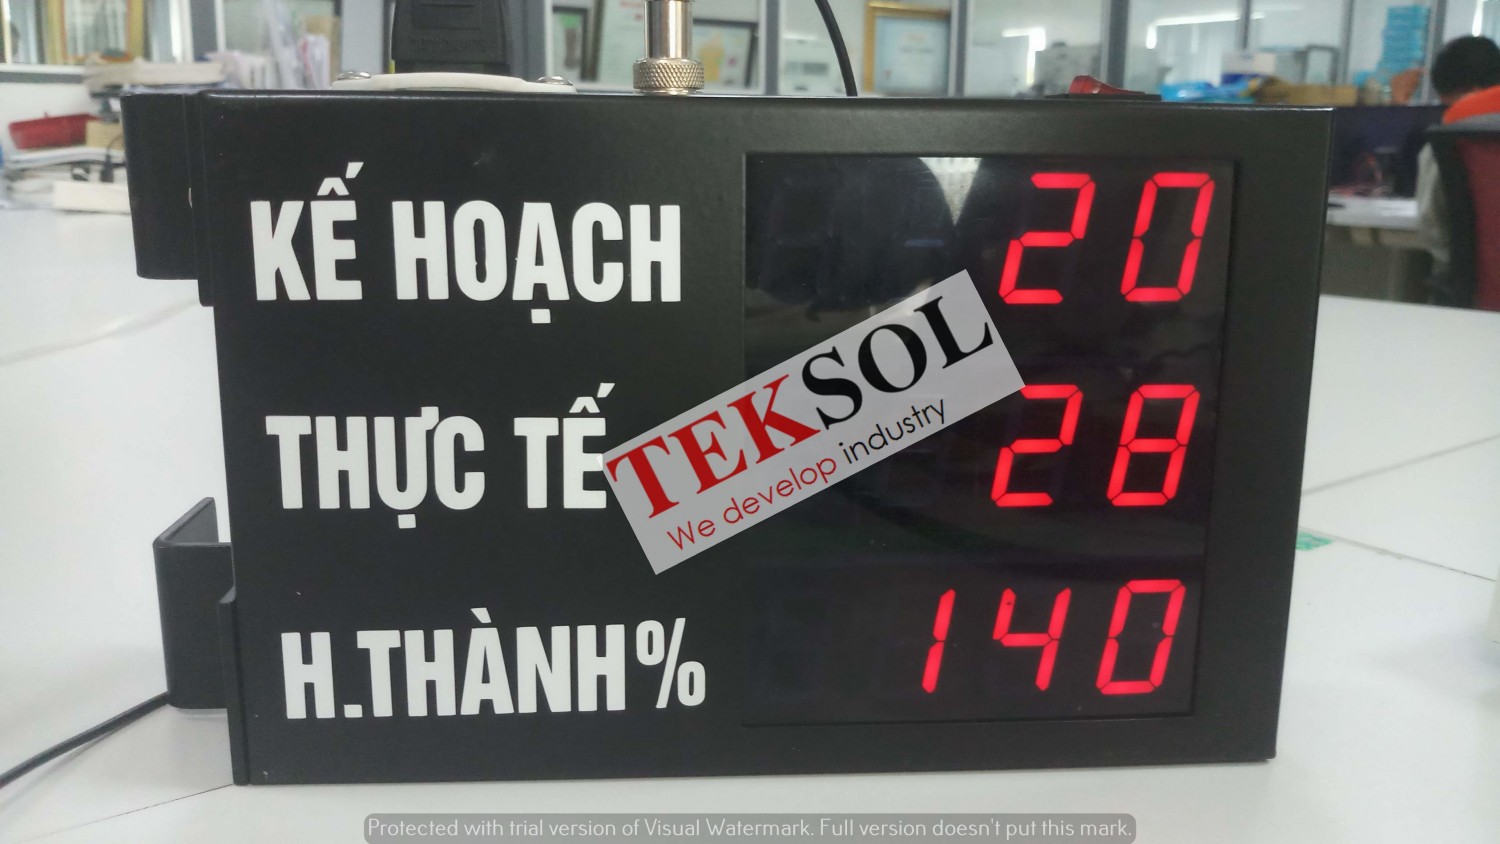 KẾ HOẠCH 20
THỰC TẾ 28
H.THÀNH% 140
TEKSOL
We develop industry
Protected with trial version of Visual Watermark. Full version doesn't put this mark.